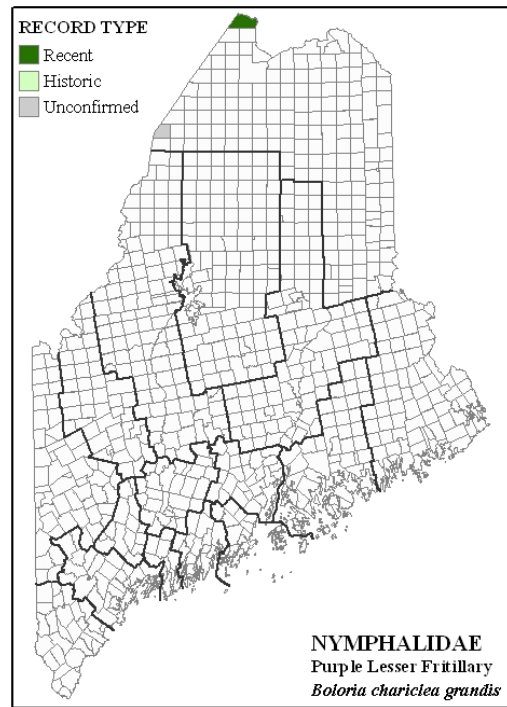 RECORD TYPE
Recent
Historic
Unconfirmed
NYMPHALIDAE
Purple Lesser Fritillary
Boloria chariclea grandis